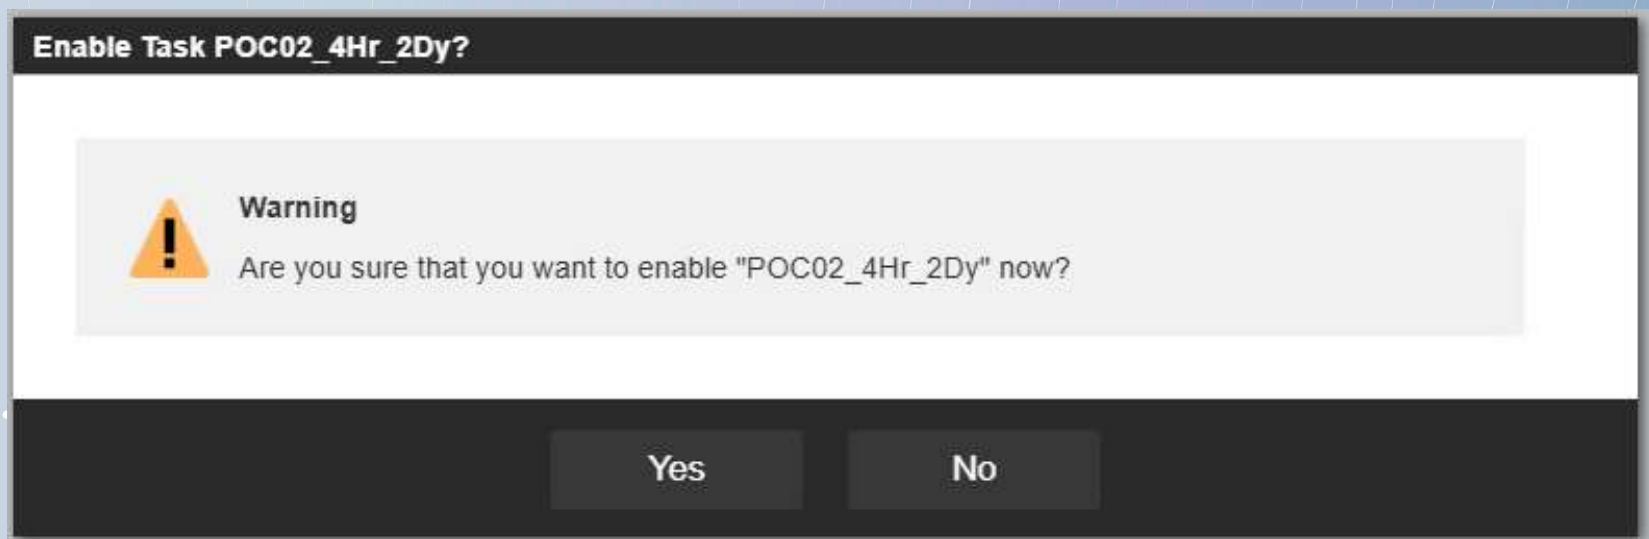 Enable Task POC02_4Hr_2Dy?
Warning
Are you sure that you want to enable "POC02_4Hr_2Dy" now?
Yes
No